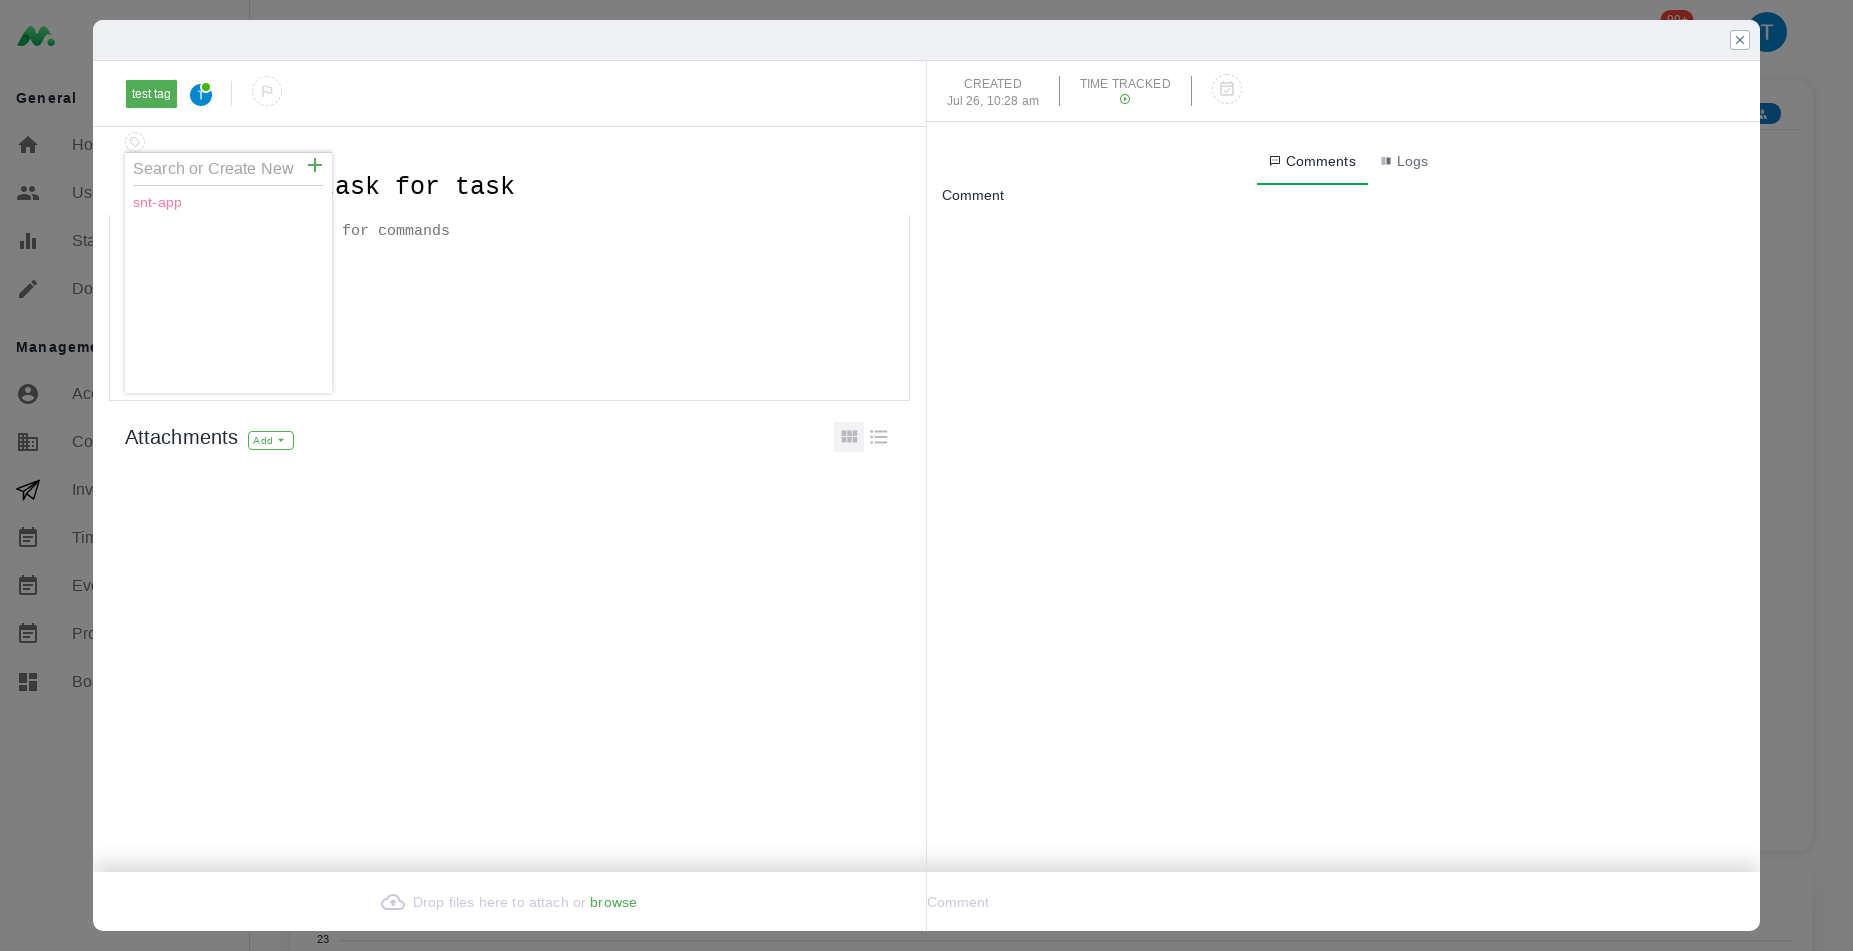 99+
T
General
Ho
Us
Sta
Do
Manageme
Acc
Co
Inv
Tim
Eve
Pro
Bo
test tag
T
Search or Create New
snt-app
ask for task
for commands
Attachments
Add
Drop files here to attach or browse
CREATED
Jul 26, 10:28 am
TIME TRACKED
Comments
Logs
Comment
Comment
23